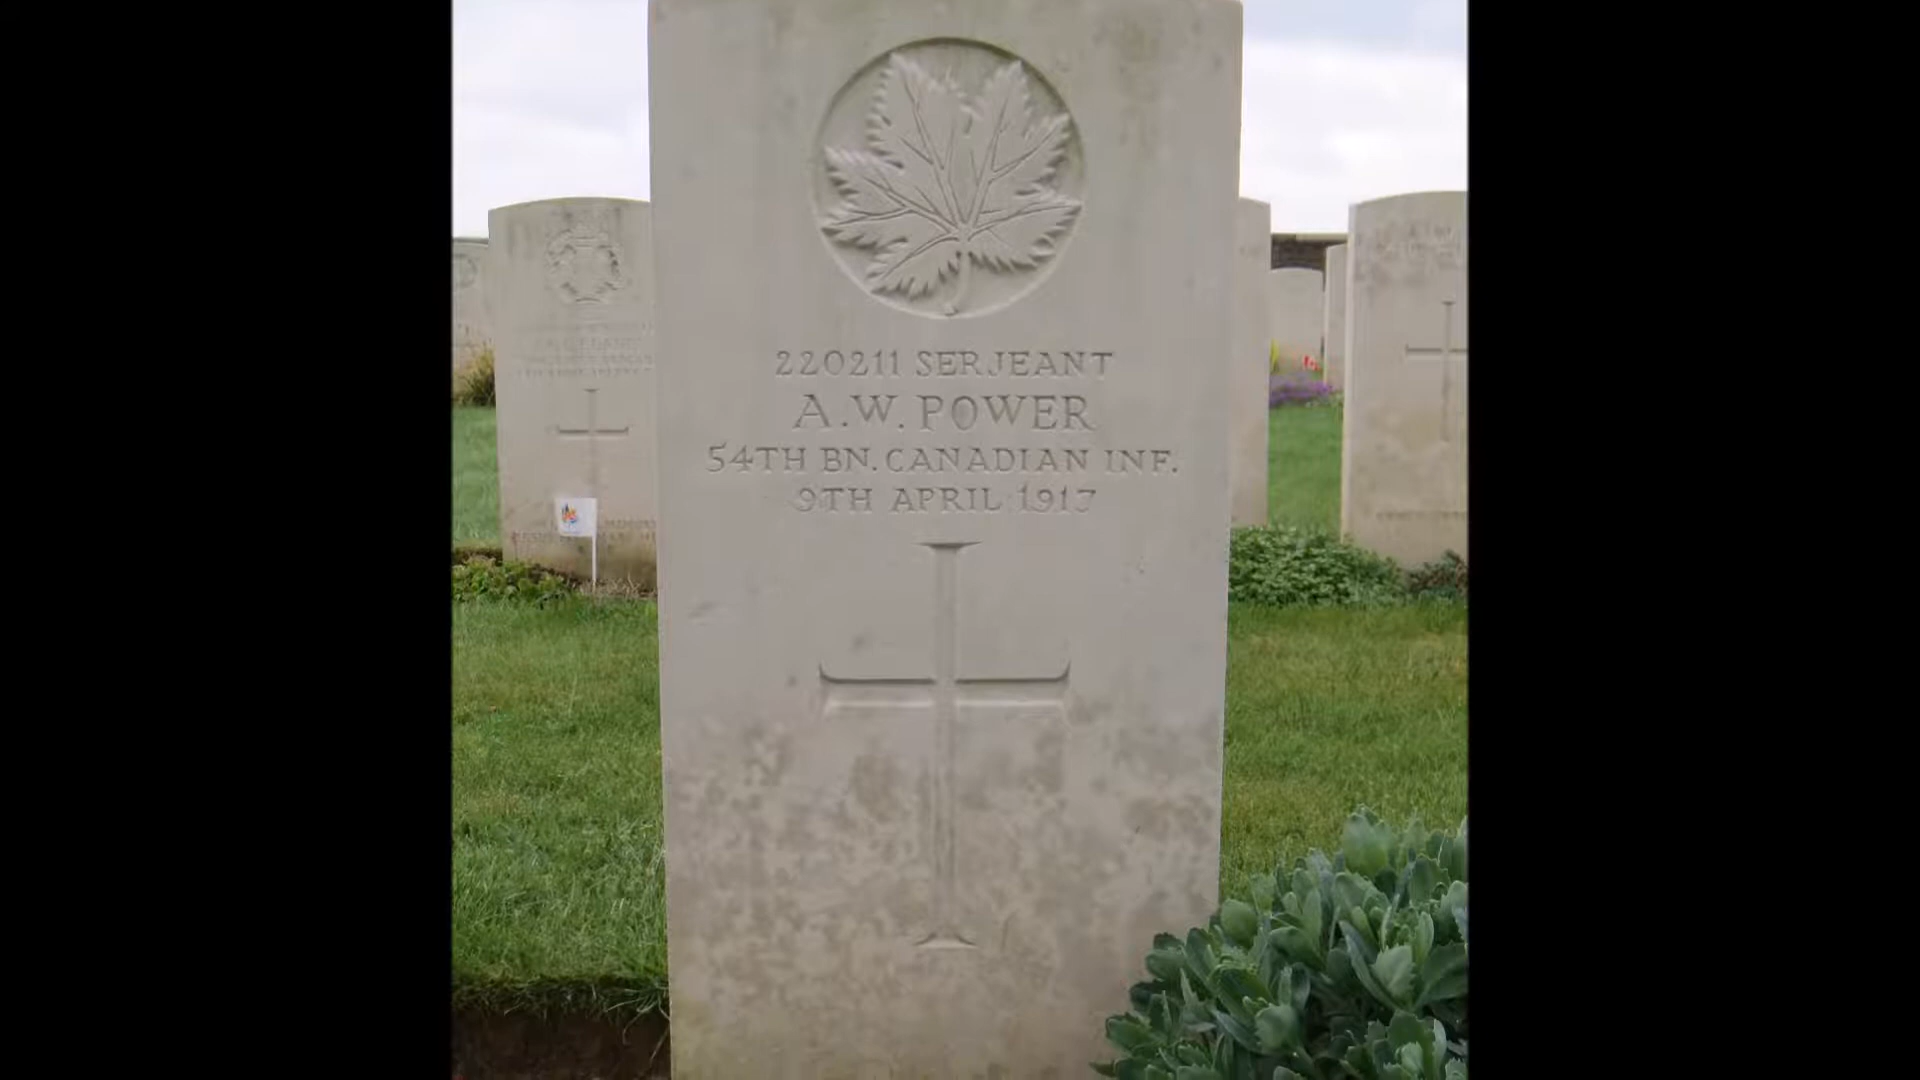 220211 SERJEANT
A.W. POWER
54TH BN. CANADIAN INF.
9TH APRIL 1917